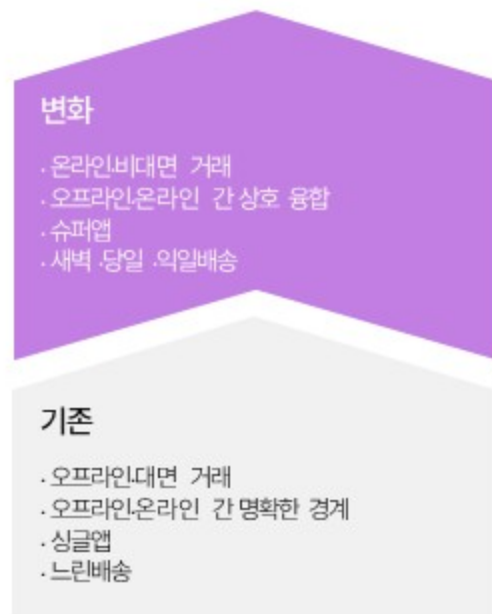 변화
· 온라인·비대면 거래
· 오프라인·온라인 간 상호 융합
· 슈퍼앱
· 새벽 ·당일 ·익일배송
기존
· 오프라인·대면 거래
· 오프라인·온라인 간 명확한 경계
· 싱글앱
· 느린배송